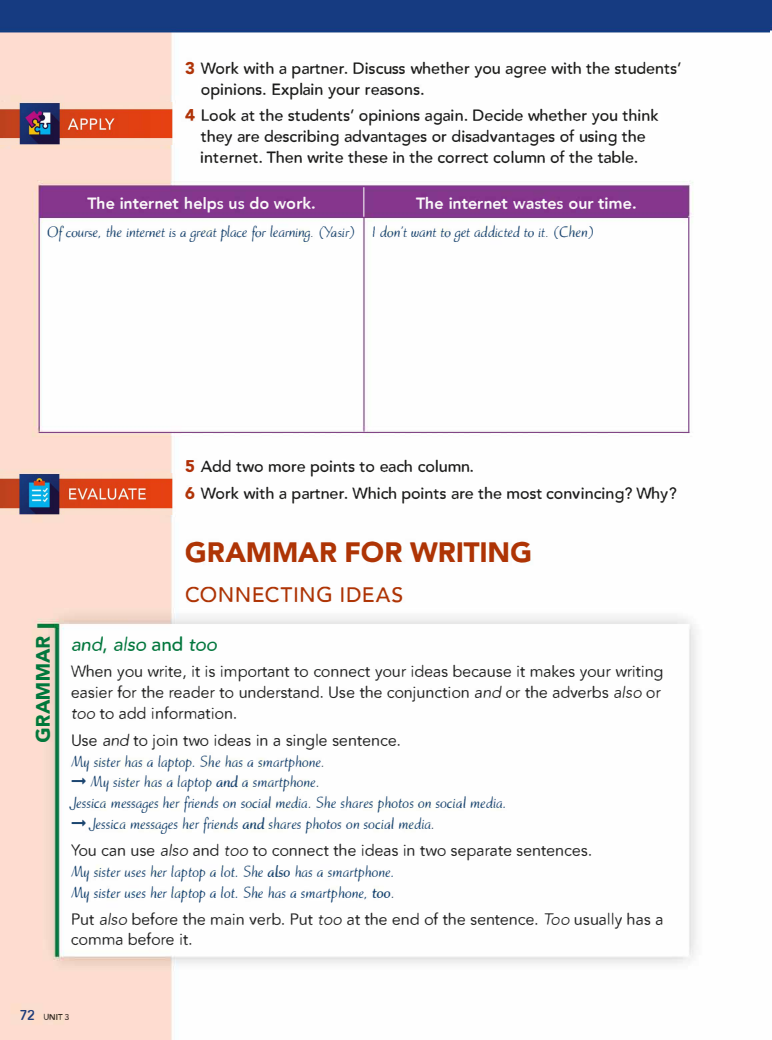 3 Work with a partner. Discuss whether you agree with the students'
opinions. Explain your reasons.
APPLY
4 Look at the students' opinions again. Decide whether you think
they are describing advantages or disadvantages of using the
internet. Then write these in the correct column of the table.
The internet helps us do work.
The internet wastes our time.
Of course, the internet is a great place for learning. (Yasir)
I don't want to get addicted to it. (Chen)
5 Add two more points to each column.
EVALUATE
6 Work with a partner. Which points are the most convincing? Why?
GRAMMAR FOR WRITING
CONNECTING IDEAS
GRAMMAR
and, also and too
When you write, it is important to connect your ideas because it makes your writing
easier for the reader to understand. Use the conjunction and or the adverbs also or
too to add information.
Use and to join two ideas in a single sentence.
My sister has a laptop. She has a smartphone.
→ My sister has a laptop and a smartphone.
Jessica messages her friends on social media. She shares photos on social media.
→ Jessica messages her friends and shares photos on social media.
You can use also and too to connect the ideas in two separate sentences.
My sister uses her laptop a lot. She also has a smartphone.
My sister uses her laptop a lot. She has a smartphone, too.
Put also before the main verb. Put too at the end of the sentence. Too usually has a
comma before it.
72 UNIT 3